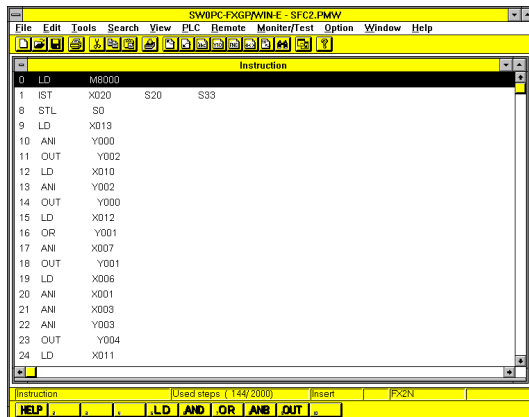 SW0PC-FXGP/WIN-E - SFC2.PMW
File Edit Tools Search View PLC Remote Moniter/Test Option Window Help
Instruction
0 LD M8000
1 IST X020 S20 S33
8 STL S0
9 LD X013
10 ANI Y000
11 OUT Y002
12 LD X010
13 ANI Y002
14 OUT Y000
15 LD X012
16 OR Y001
17 ANI X007
18 OUT Y001
19 LD X006
20 ANI X001
21 ANI X003
22 ANI Y003
23 OUT Y004
24 LD X011
Instruction Used steps ( 144/2000) Insert FX2N
HELP LD AND OR ANB OUT